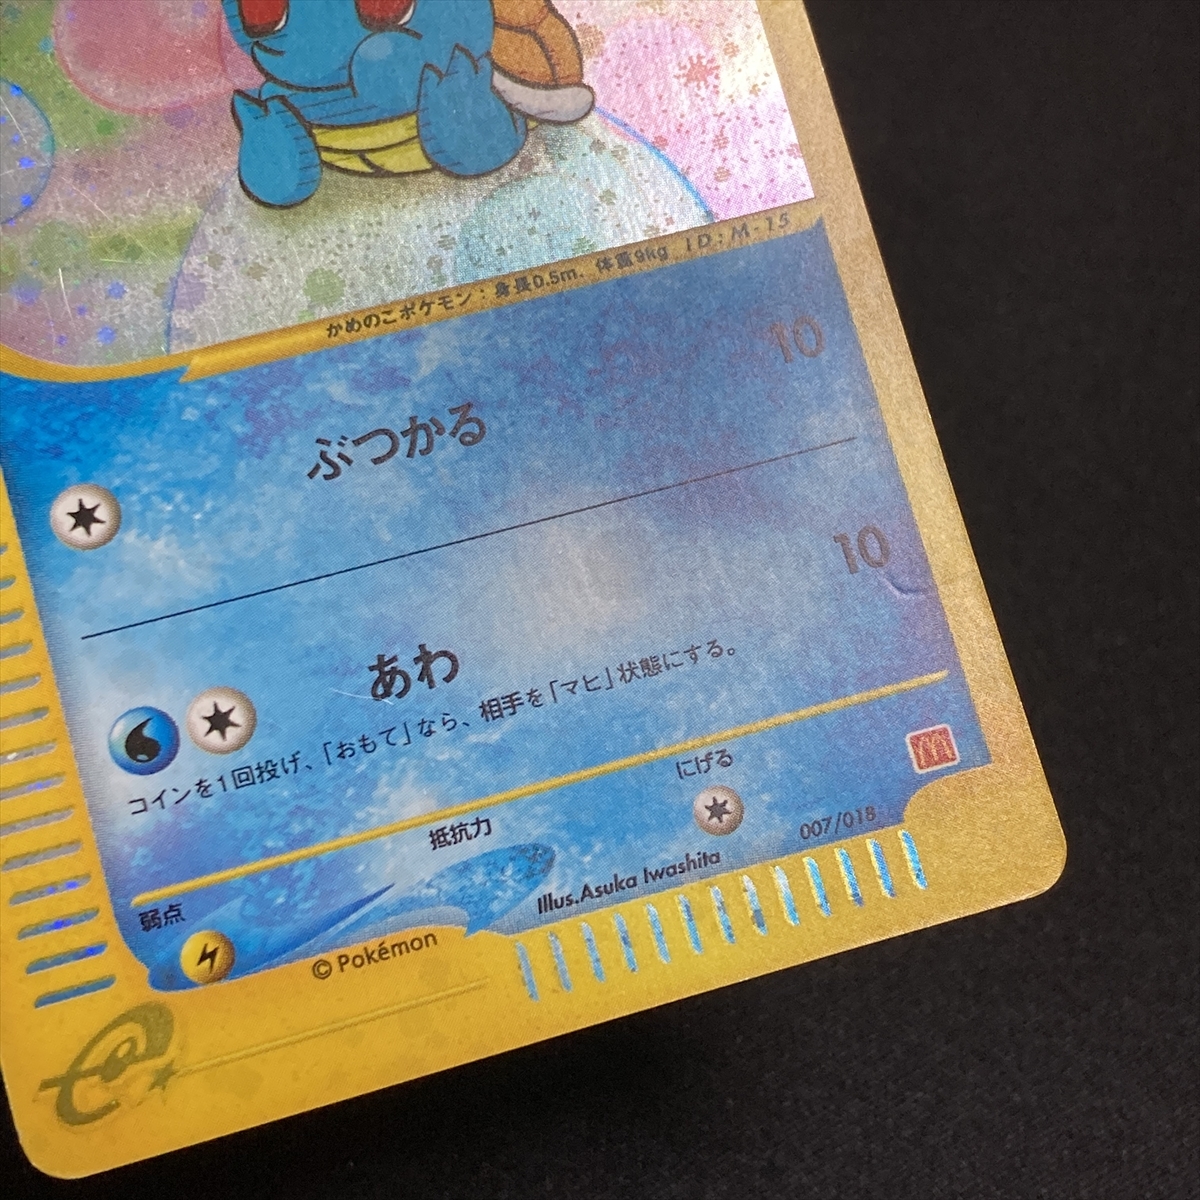 かめのこポケモン：身長0.5m、体重9kg ID:M-15
ぶつかる 10
あわ 10
コインを1回投げ、「おもて」なら、相手を「マヒ」状態にする。
弱点 抵抗力 にげる
007/018
Illus.Asuka Iwashita
© Pokémon
e
m